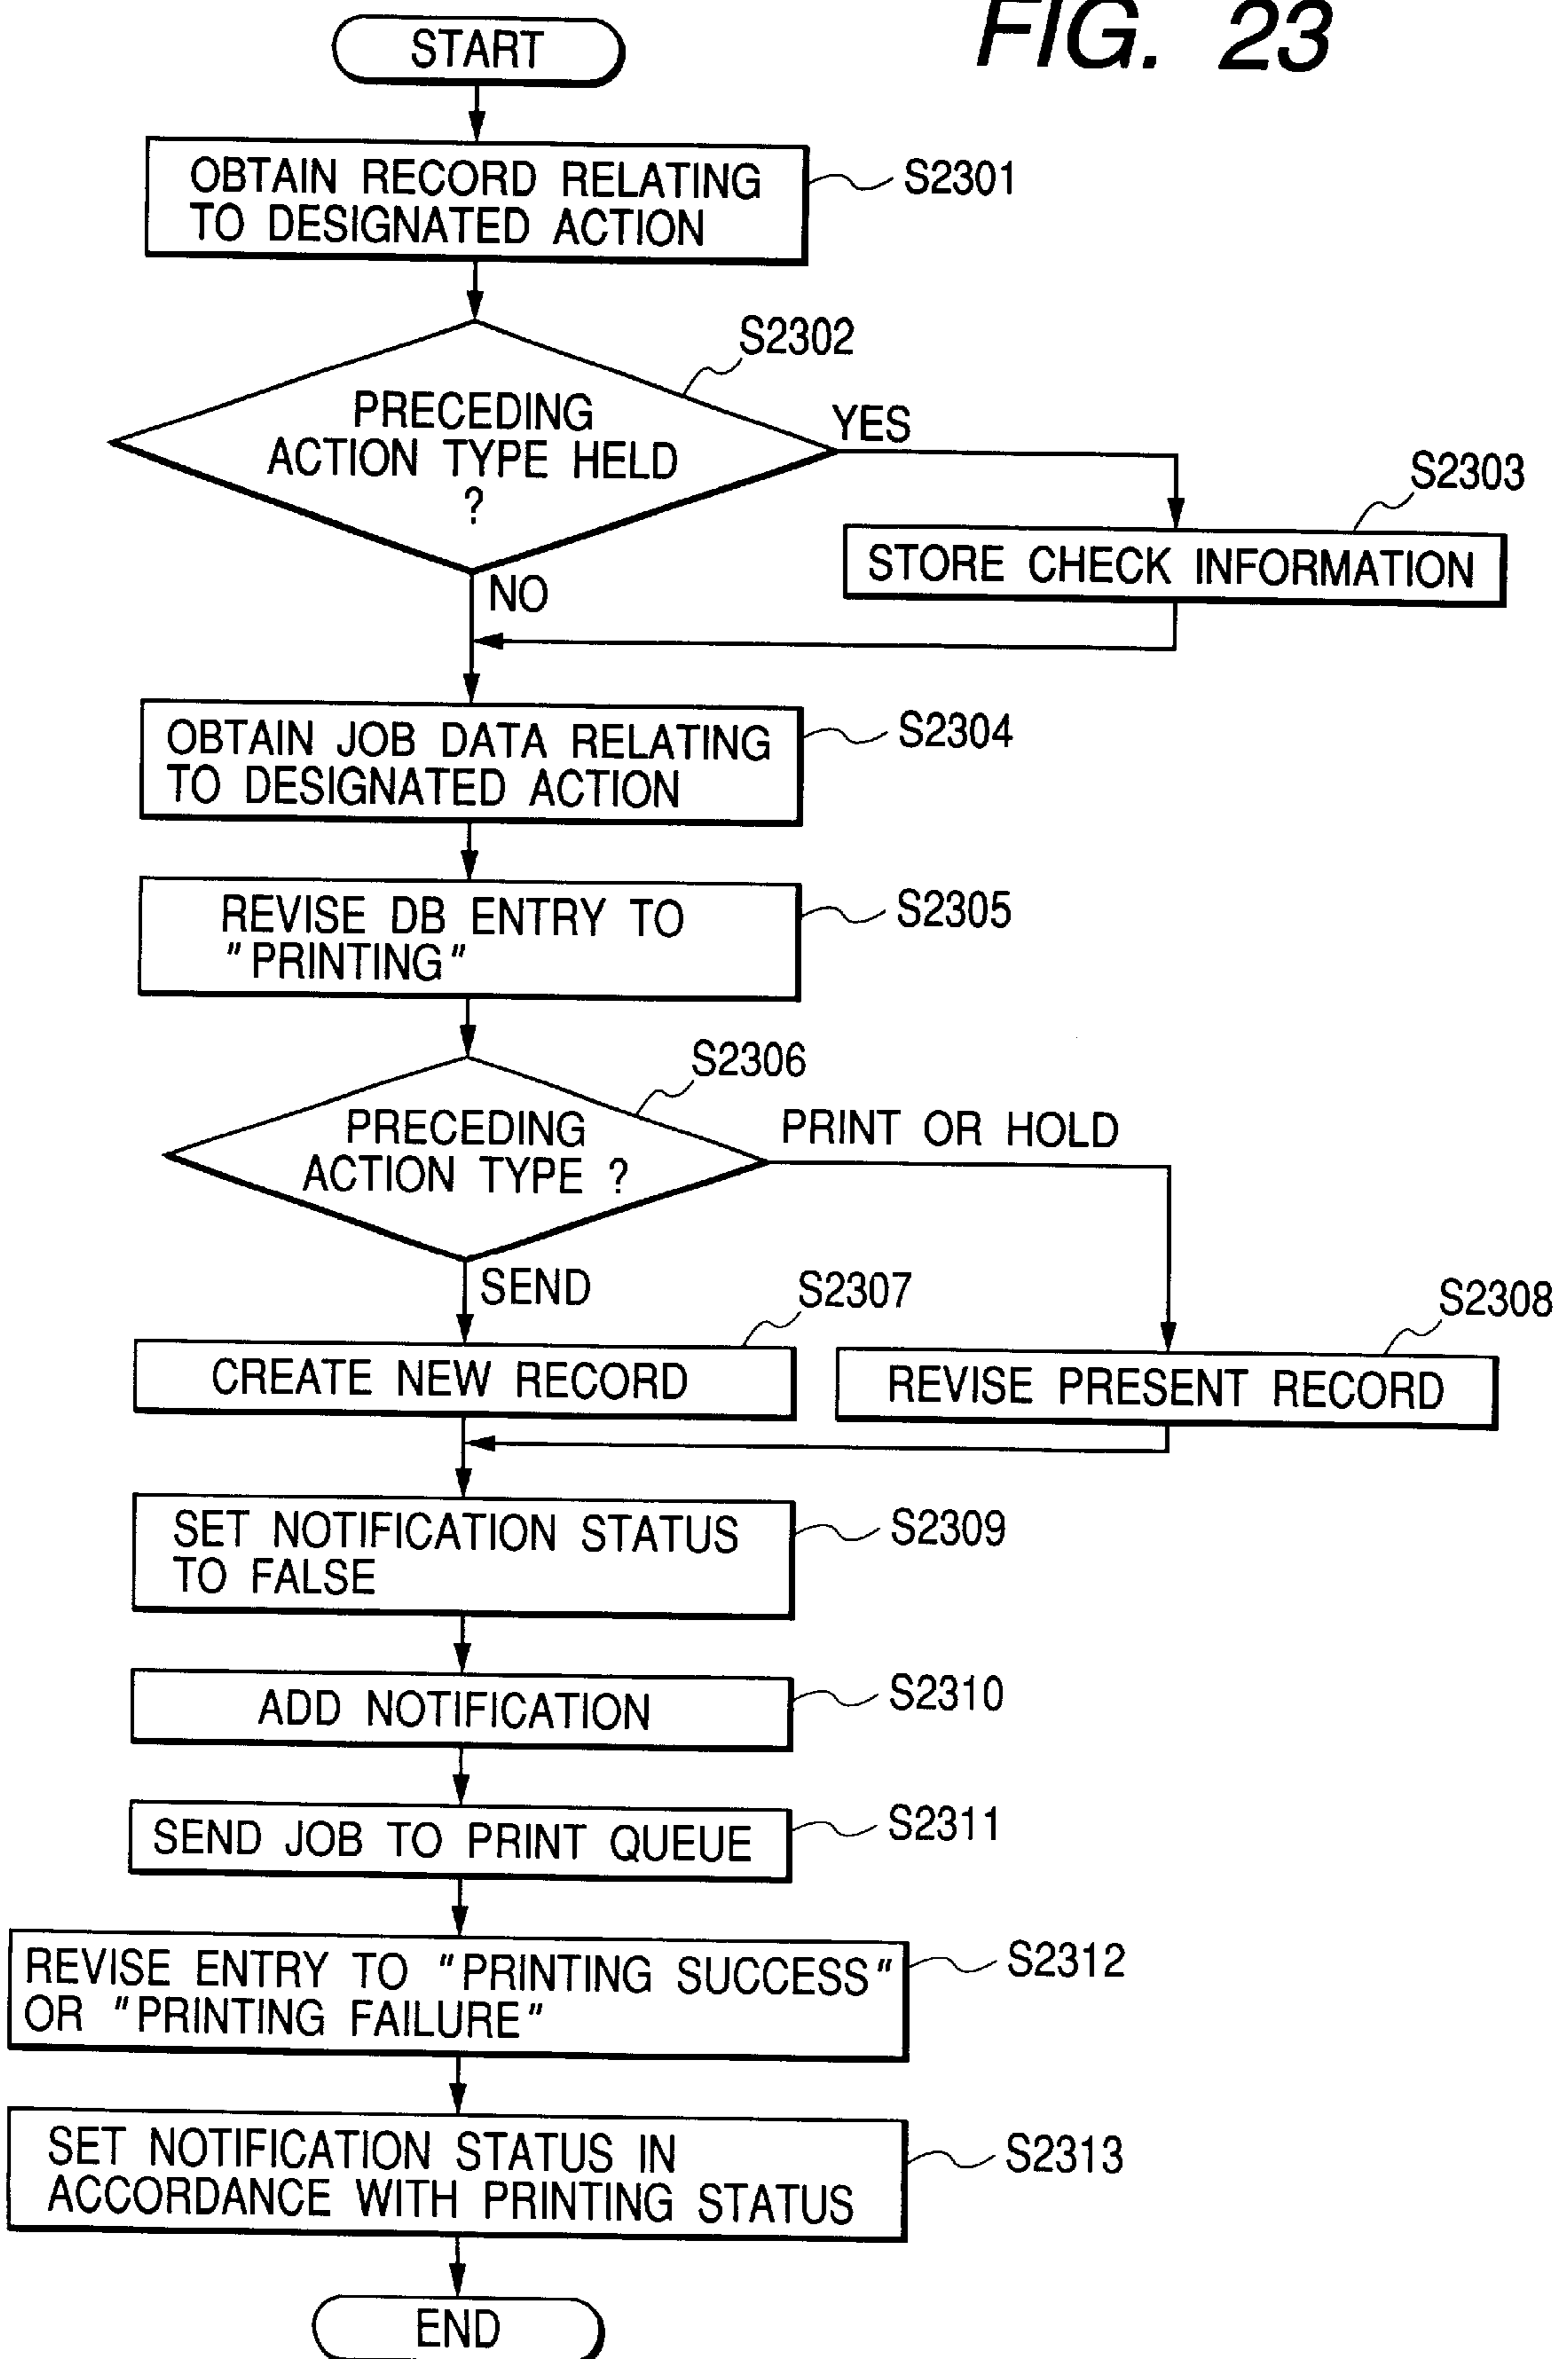 FIG. 23
START
OBTAIN RECORD RELATING
TO DESIGNATED ACTION
S2301
S2302
PRECEDING
ACTION TYPE HELD
?
YES
S2303
STORE CHECK INFORMATION
NO
OBTAIN JOB DATA RELATING
TO DESIGNATED ACTION
S2304
REVISE DB ENTRY TO
"PRINTING"
S2305
S2306
PRECEDING
ACTION TYPE ?
PRINT OR HOLD
SEND
S2307
S2308
CREATE NEW RECORD
REVISE PRESENT RECORD
SET NOTIFICATION STATUS
TO FALSE
S2309
ADD NOTIFICATION
S2310
SEND JOB TO PRINT QUEUE
S2311
REVISE ENTRY TO "PRINTING SUCCESS"
OR "PRINTING FAILURE"
S2312
SET NOTIFICATION STATUS IN
ACCORDANCE WITH PRINTING STATUS
S2313
END